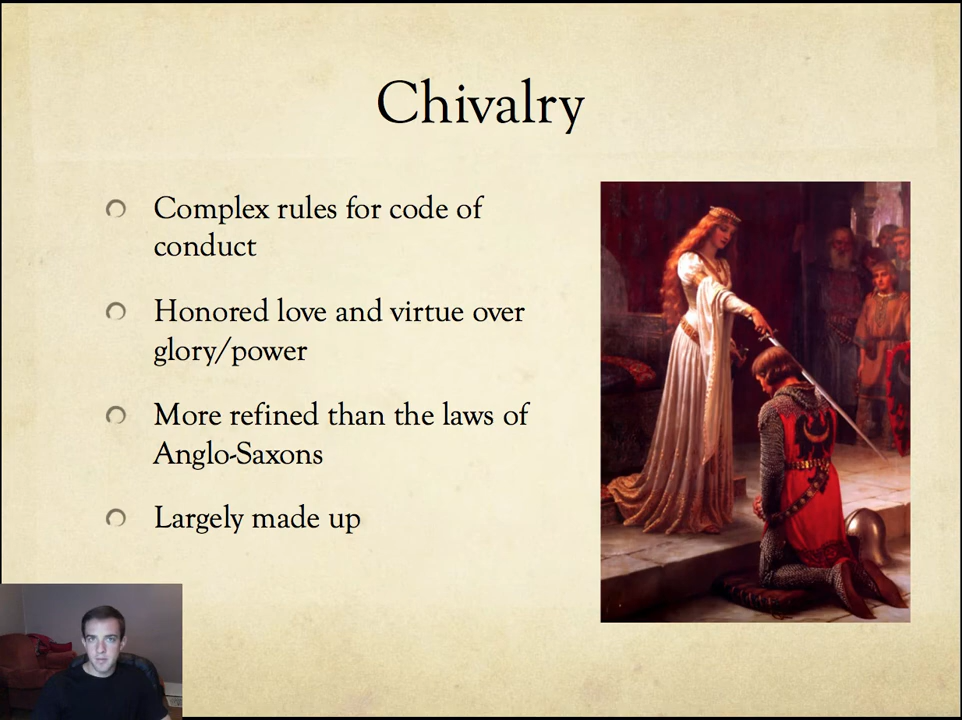 Chivalry
Complex rules for code of
conduct
Honored love and virtue over
glory/power
More refined than the laws of
Anglo-Saxons
Largely made up